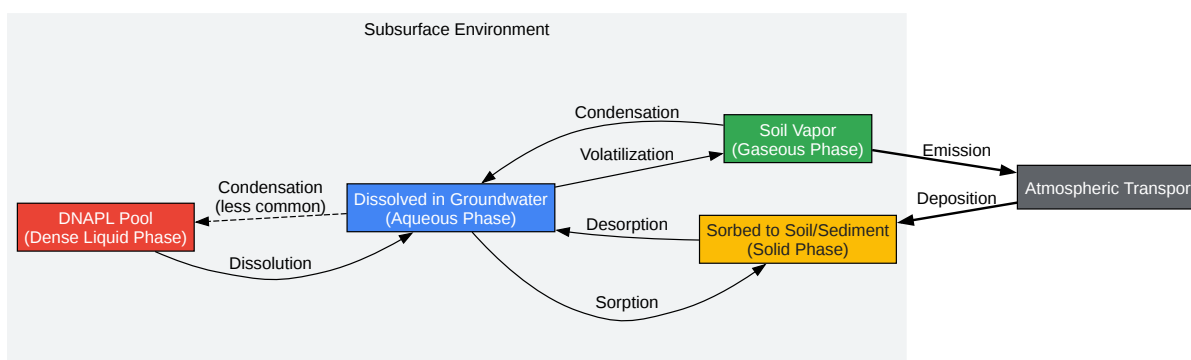 Subsurface Environment
Condensation
Soil Vapor
(Gaseous Phase)
Emission
Volatilization
Atmospheric Transpor
Condensation
(less common)
Dissolved in Groundwater
(Aqueous Phase)
Deposition
DNAPL Pool
(Dense Liquid Phase)
Desorption
Sorbed to Soil/Sediment
(Solid Phase)
Dissolution
Sorption